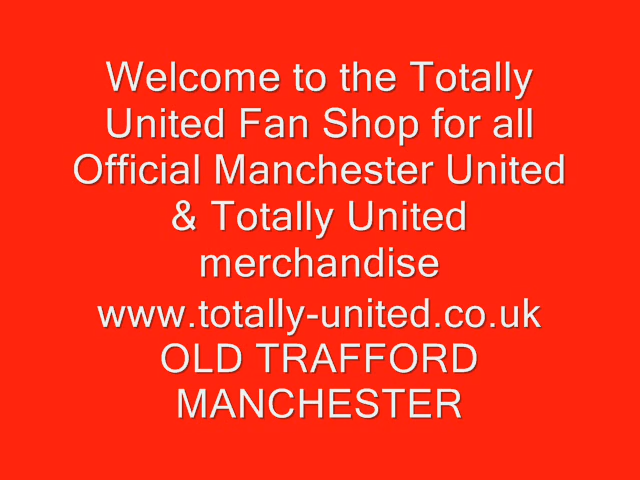 Welcome to the Totally
United Fan Shop for all
Official Manchester United
& Totally United
merchandise
www.totally-united.co.uk
OLD TRAFFORD
MANCHESTER